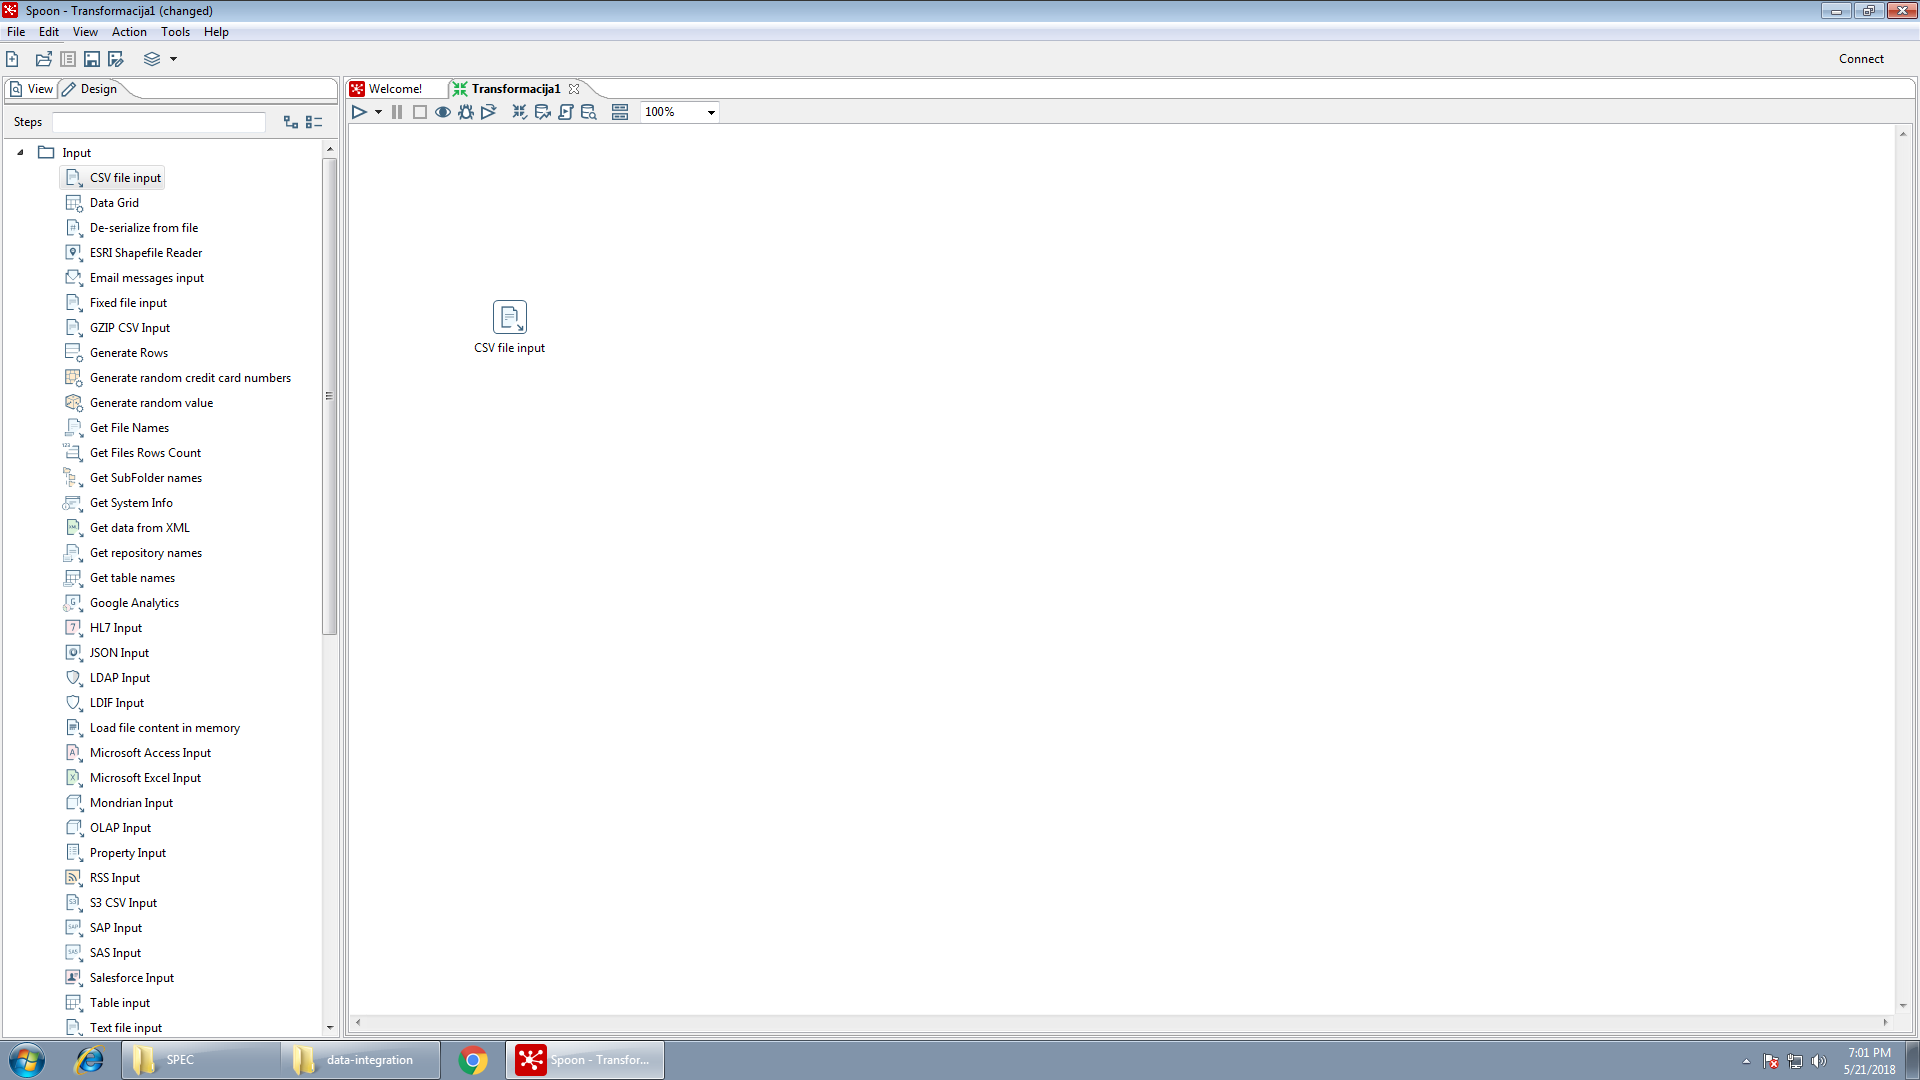 Spoon - Transformacija1 (changed)
File Edit View Action Tools Help
Connect
View Design
Welcome! Transformacija1
100%
Steps
Input
CSV file input
Data Grid
De-serialize from file
ESRI Shapefile Reader
Email messages input
Fixed file input
GZIP CSV Input
Generate Rows
Generate random credit card numbers
Generate random value
Get File Names
Get Files Rows Count
Get SubFolder names
Get System Info
Get data from XML
Get repository names
Get table names
Google Analytics
HL7 Input
JSON Input
LDAP Input
LDIF Input
Load file content in memory
Microsoft Access Input
Microsoft Excel Input
Mondrian Input
OLAP Input
Property Input
RSS Input
S3 CSV Input
SAP Input
SAS Input
Salesforce Input
Table input
Text file input
CSV file input
SPEC
data-integration
Spoon - Transfor...
7:01 PM
5/21/2018